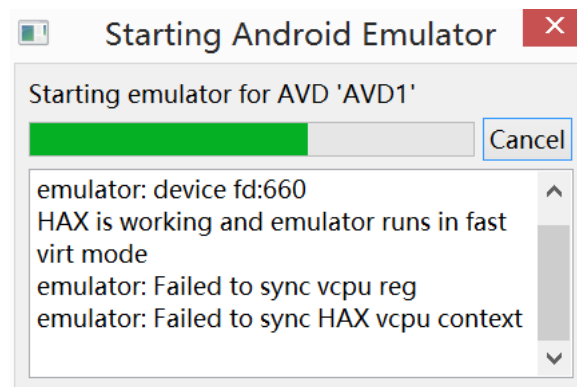 Starting Android Emulator
Starting emulator for AVD 'AVD1'
Cancel
emulator: device fd:660
HAX is working and emulator runs in fast
virt mode
emulator: Failed to sync vcpu reg
emulator: Failed to sync HAX vcpu context